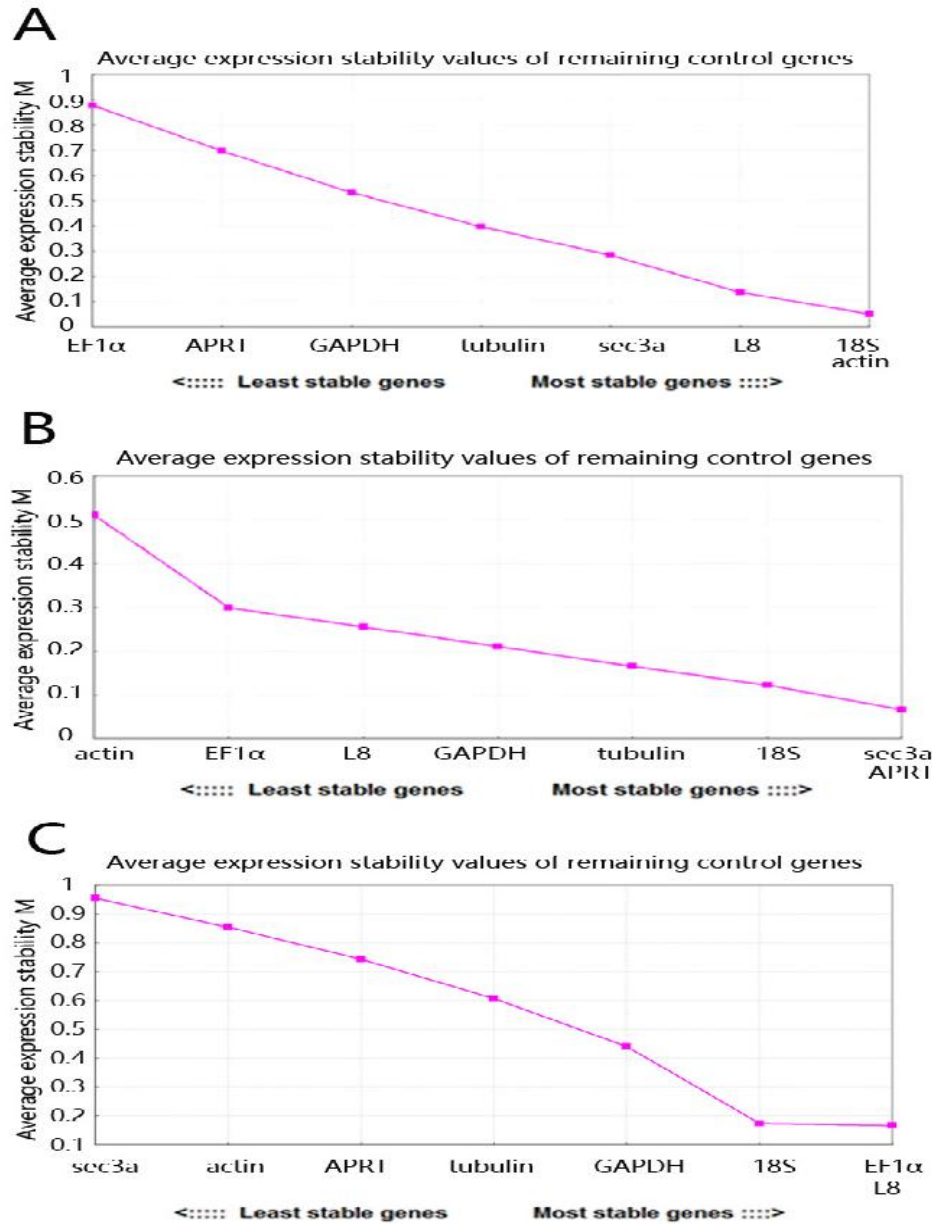 A
Average expression stability values of remaining control genes
Average expression stability M
1
0.9
0.8
0.7
0.6
0.5
0.4
0.3
0.2
0.1
0
EF1α APRT GAPDH tubulin sec3a L8 18S
actin
<::::: Least stable genes Most stable genes ::::>
B
Average expression stability values of remaining control genes
Average expression stability M
0.6
0.5
0.4
0.3
0.2
0.1
0
actin EF1α L8 GAPDH tubulin 18S sec3a
APRT
<::::: Least stable genes Most stable genes ::::>
C
Average expression stability values of remaining control genes
Average expression stability M
1
0.9
0.8
0.7
0.6
0.5
0.4
0.3
0.2
0.1
sec3a actin APRT tubulin GAPDH 18S EF1α
L8
<::::: Least stable genes Most stable genes ::::>